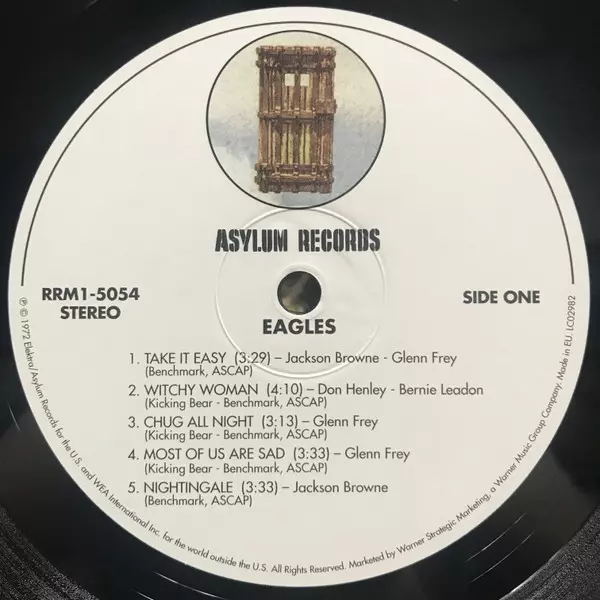 ASYLUM RECORDS
RRM1-5054
STEREO
SIDE ONE
EAGLES
1. TAKE IT EASY (3:29) – Jackson Browne - Glenn Frey
(Benchmark, ASCAP)
2. WITCHY WOMAN (4:10) – Don Henley - Bernie Leadon
(Kicking Bear - Benchmark, ASCAP)
3. CHUG ALL NIGHT (3:13) – Glenn Frey
(Kicking Bear - Benchmark, ASCAP)
4. MOST OF US ARE SAD (3:33) – Glenn Frey
(Kicking Bear - Benchmark, ASCAP)
5. NIGHTINGALE (3:33) – Jackson Browne
(Benchmark, ASCAP)
℗ © 1972 Elektra/Asylum Records for the U.S. and WEA International Inc. for the world outside the U.S. All Rights Reserved. Marketed by Warner Strategic Marketing, a Warner Music Group Company. Made in EU. LC02982